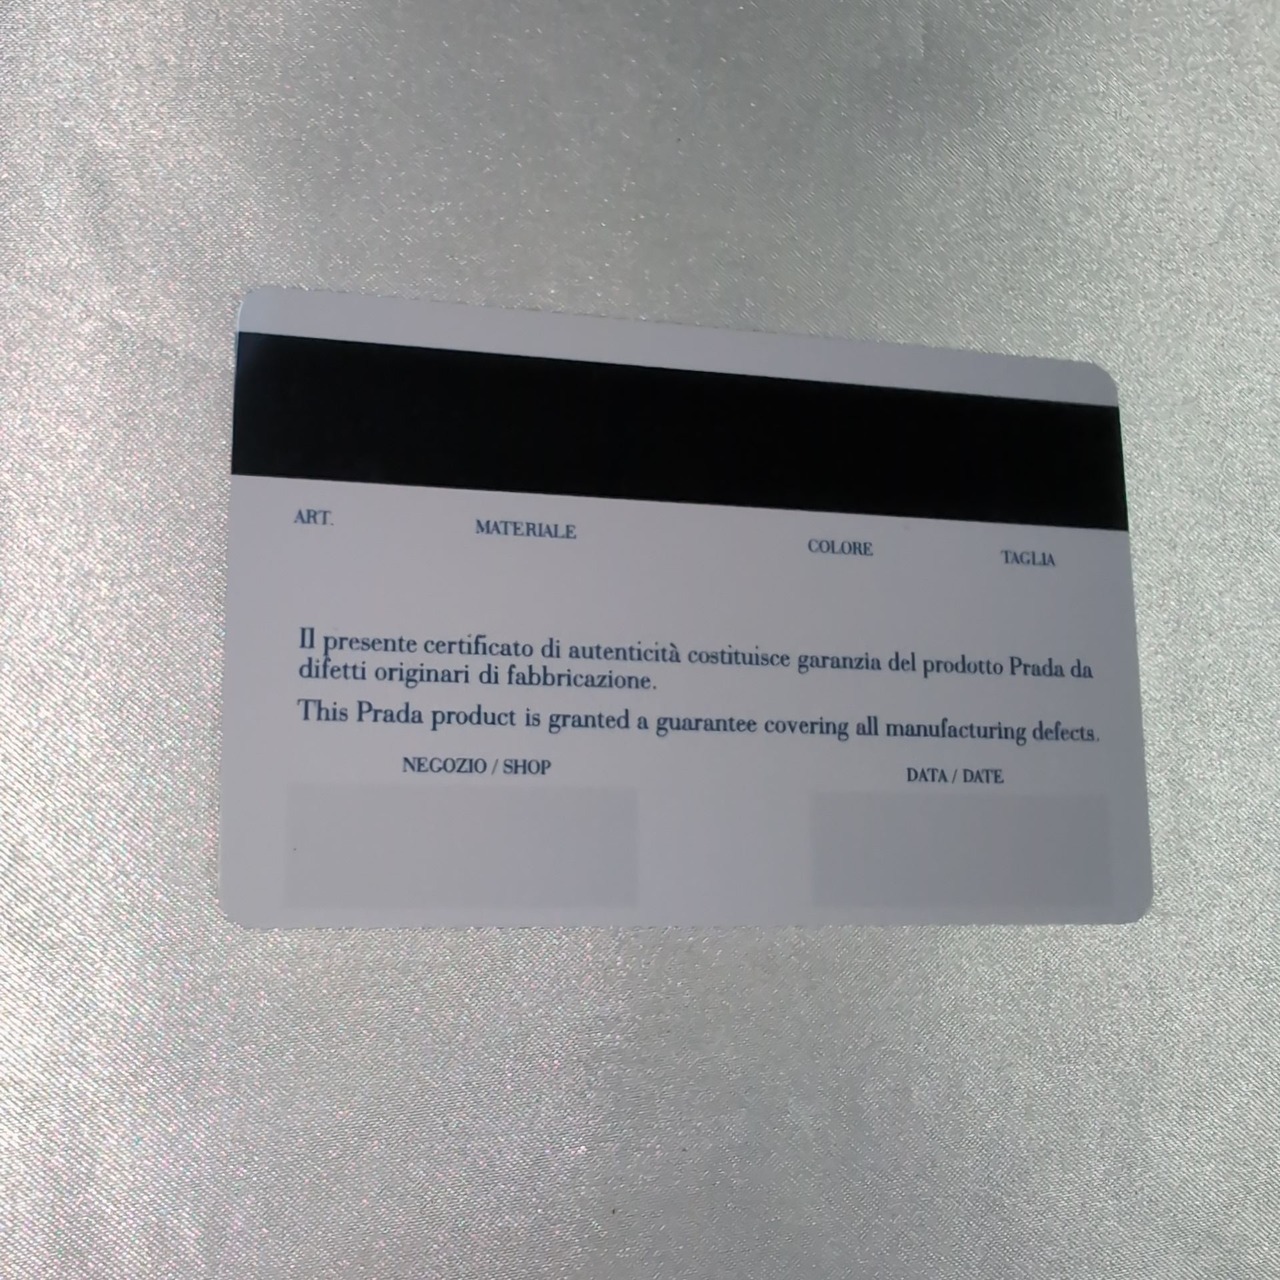 ART. MATERIALE COLORE TAGLIA
Il presente certificato di autenticità costituisce garanzia del prodotto Prada da
difetti originari di fabbricazione.
This Prada product is granted a guarantee covering all manufacturing defects.
NEGOZIO / SHOP DATA / DATE